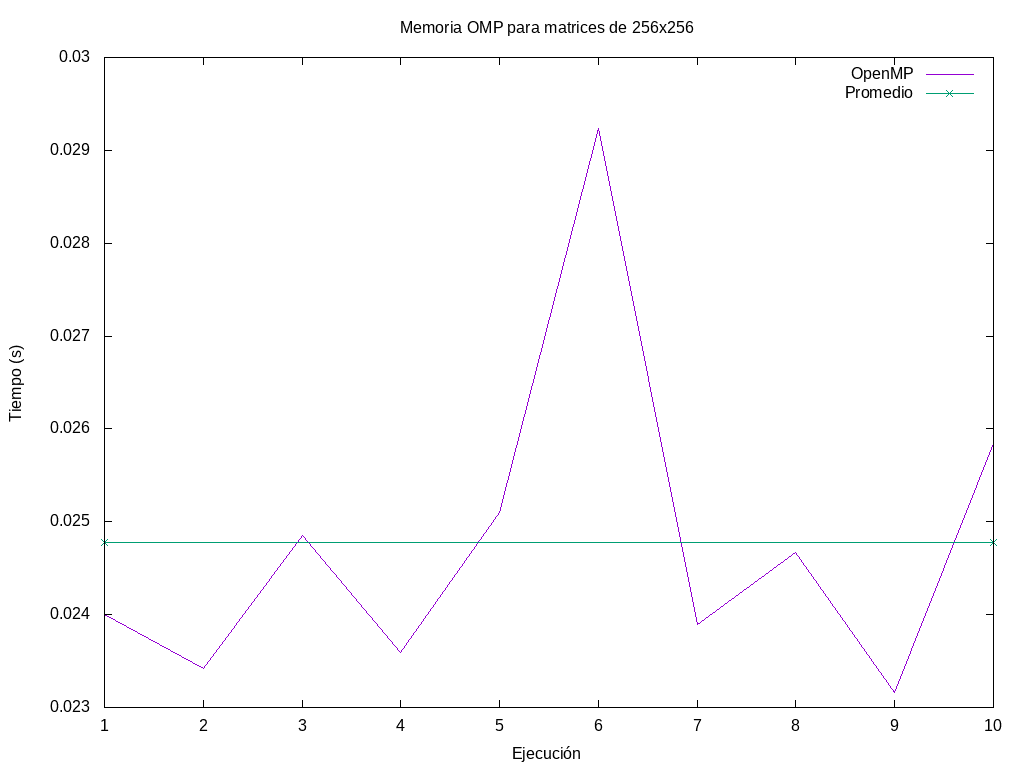 Memoria OMP para matrices de 256x256
OpenMP
Promedio
0.03
0.029
0.028
0.027
0.026
0.025
0.024
0.023
Tiempo (s)
1 2 3 4 5 6 7 8 9 10
Ejecución